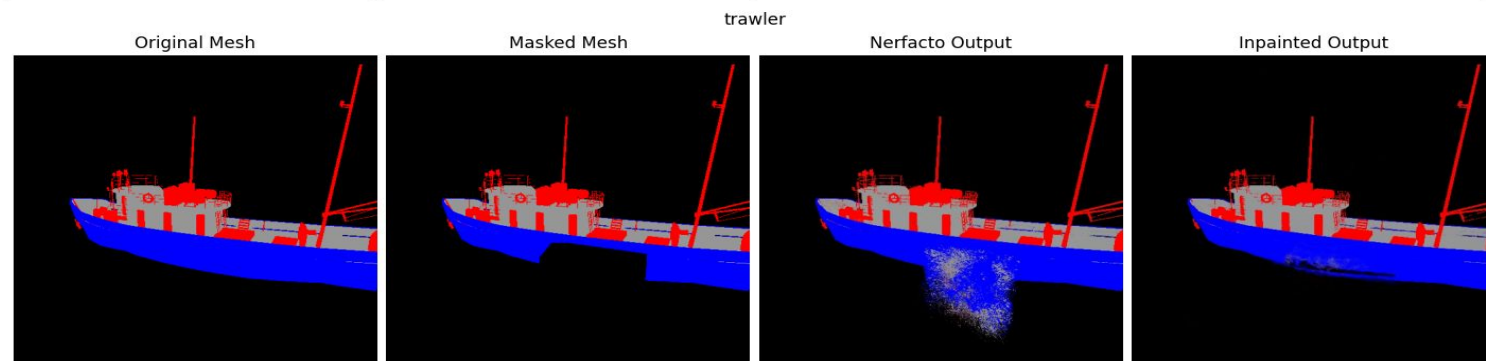 trawler
Original Mesh
Masked Mesh
Nerfacto Output
Inpainted Output